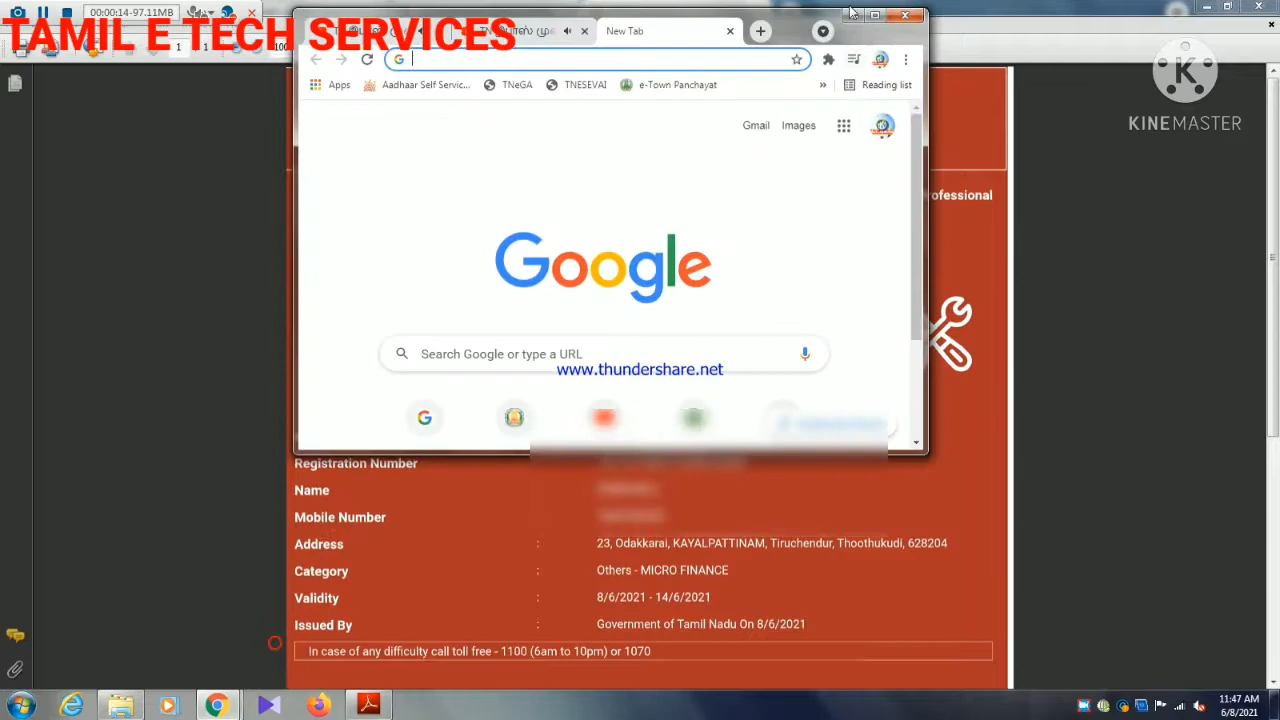 00:00:14-97.11MB
TAMIL E TECH SERVICES
New Tab
1 1 100
Apps Aadhaar Self Servic... TNeGA TNESEVAI e-Town Panchayat » Reading list
K
KINEMASTER
Gmail Images
ofessional
Google
Search Google or type a URL
www.thundershare.net
Registration Number
Name
Mobile Number
Address : 23, Odakkarai, KAYALPATTINAM, Tiruchendur, Thoothukudi, 628204
Category : Others - MICRO FINANCE
Validity : 8/6/2021 - 14/6/2021
Issued By : Government of Tamil Nadu On 8/6/2021
In case of any difficulty call toll free - 1100 (6am to 10pm) or 1070
11:47 AM
6/8/2021